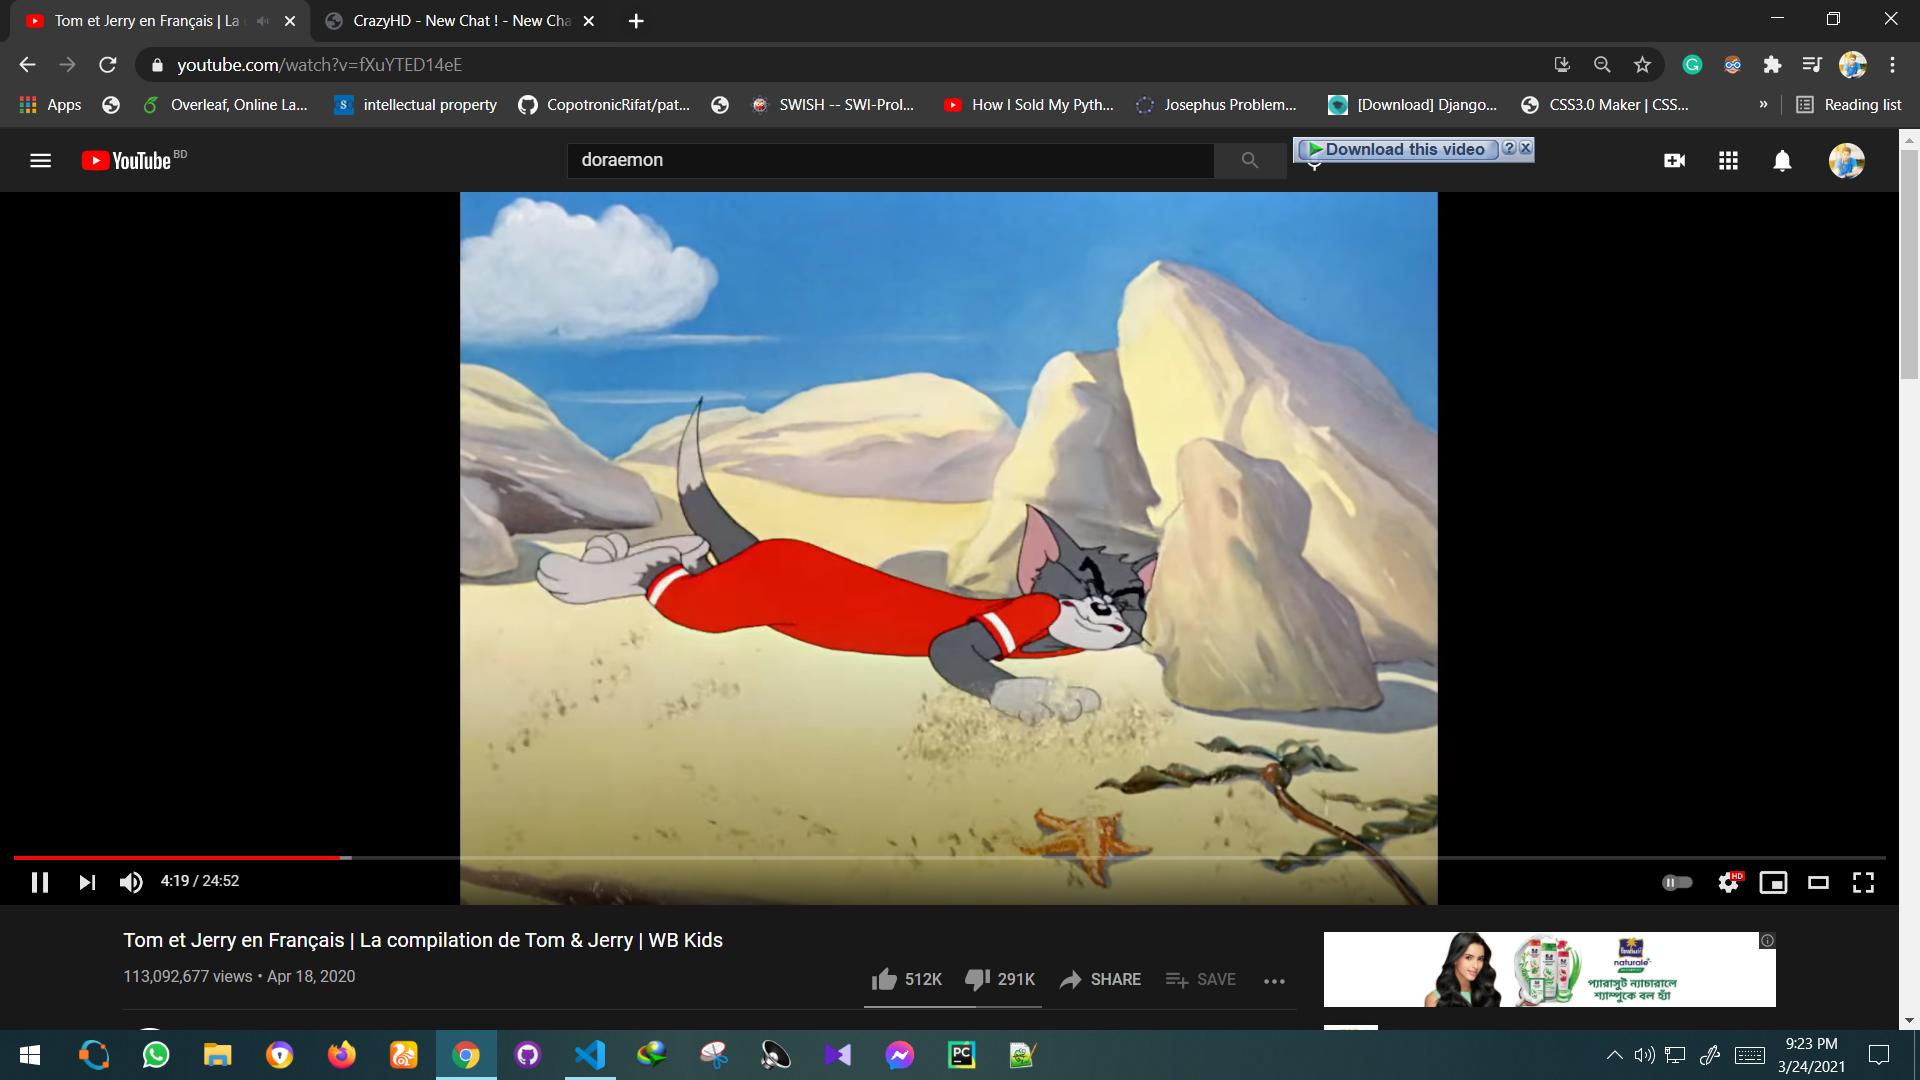 Tom et Jerry en Français | La
CrazyHD - New Chat ! - New Cha
youtube.com/watch?v=fXuYTED14eE
Apps
Overleaf, Online La...
intellectual property
CopotronicRifat/pat...
SWISH -- SWI-Prol...
How I Sold My Pyth...
Josephus Problem...
[Download] Django...
CSS3.0 Maker | CSS...
»
Reading list
YouTube BD
doraemon
Download this video
4:19 / 24:52
HD
Tom et Jerry en Français | La compilation de Tom & Jerry | WB Kids
113,092,677 views • Apr 18, 2020
512K
291K
SHARE
SAVE
naturale
প্যারাসুট ন্যাচারালে
শ্যাম্পুকে বল হ্যাঁ
PC
9:23 PM
3/24/2021